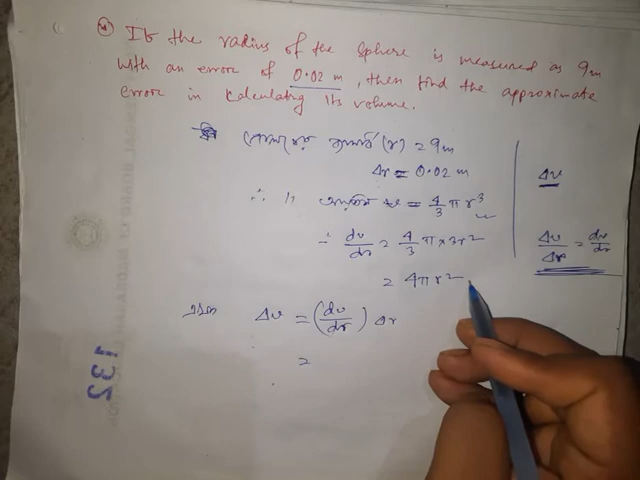 If the radius of the sphere is measured as 9m
with an error of 0.02 m, then find the approximate
error in calculating its volume.
গোলকের ব্যাসার্ধ (r) = 9m
Δr = 0.02 m
∴ " আয়তন v = 4/3 π r³
∴ dv/dr = 4/3 π × 3r²
= 4πr²
এখন Δv = (dv/dr) Δr
=
Δv
Δv/Δr = dv/dr
132